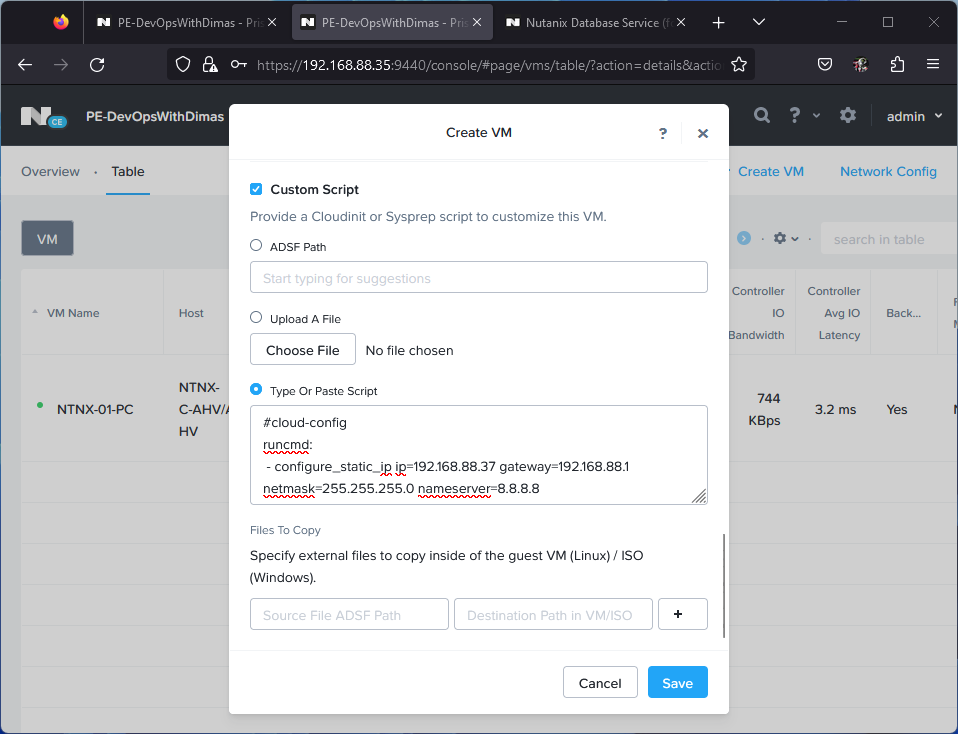 PE-DevOpsWithDimas - Pris
PE-DevOpsWithDimas - Pris
Nutanix Database Service (f
https://192.168.88.35:9440/console/#page/vms/table/?action=details&actio
CE
PE-DevOpsWithDimas
?
admin
Create VM
?
Overview
Table
Create VM
Network Config
VM
search in table
VM Name
Host
Controller
IO
Bandwidth
Controller
Avg IO
Latency
Back...
NTNX-01-PC
NTNX-
C-AHV/A
HV
744
KBps
3.2 ms
Yes
Custom Script
Provide a Cloudinit or Sysprep script to customize this VM.
ADSF Path
Start typing for suggestions
Upload A File
Choose File
No file chosen
Type Or Paste Script
#cloud-config
runcmd:
- configure_static_ip ip=192.168.88.37 gateway=192.168.88.1
netmask=255.255.255.0 nameserver=8.8.8.8
Files To Copy
Specify external files to copy inside of the guest VM (Linux) / ISO
(Windows).
Source File ADSF Path
Destination Path in VM/ISO
+
Cancel
Save